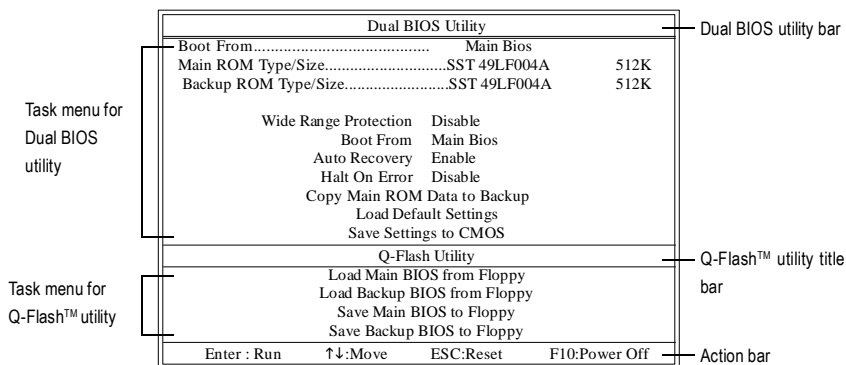 Dual BIOS Utility
Dual BIOS utility bar
Boot From.......................................... Main Bios
Main ROM Type/Size.............................SST 49LF004A 512K
Backup ROM Type/Size.........................SST 49LF004A 512K
Task menu for
Dual BIOS
utility
Wide Range Protection Disable
Boot From Main Bios
Auto Recovery Enable
Halt On Error Disable
Copy Main ROM Data to Backup
Load Default Settings
Save Settings to CMOS
Q-Flash Utility
Q-Flash™ utility title
bar
Task menu for
Q-Flash™ utility
Load Main BIOS from Floppy
Load Backup BIOS from Floppy
Save Main BIOS to Floppy
Save Backup BIOS to Floppy
Enter : Run ↑↓:Move ESC:Reset F10:Power Off
Action bar